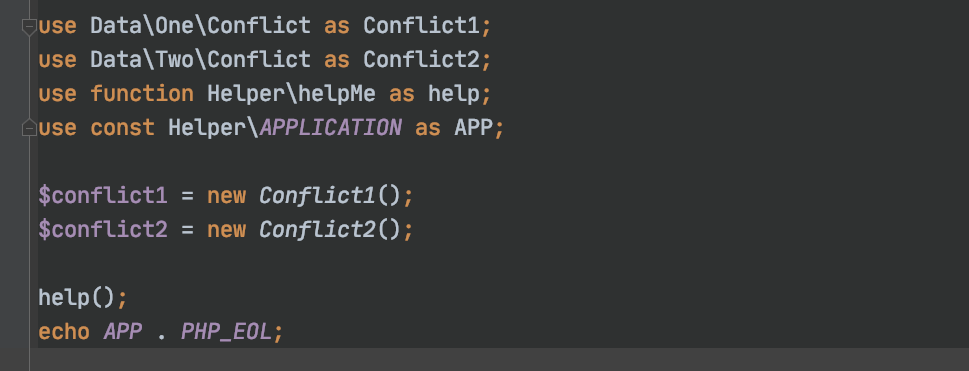 use Data\One\Conflict as Conflict1;
use Data\Two\Conflict as Conflict2;
use function Helper\helpMe as help;
use const Helper\APPLICATION as APP;
$conflict1 = new Conflict1();
$conflict2 = new Conflict2();
help();
echo APP . PHP_EOL;